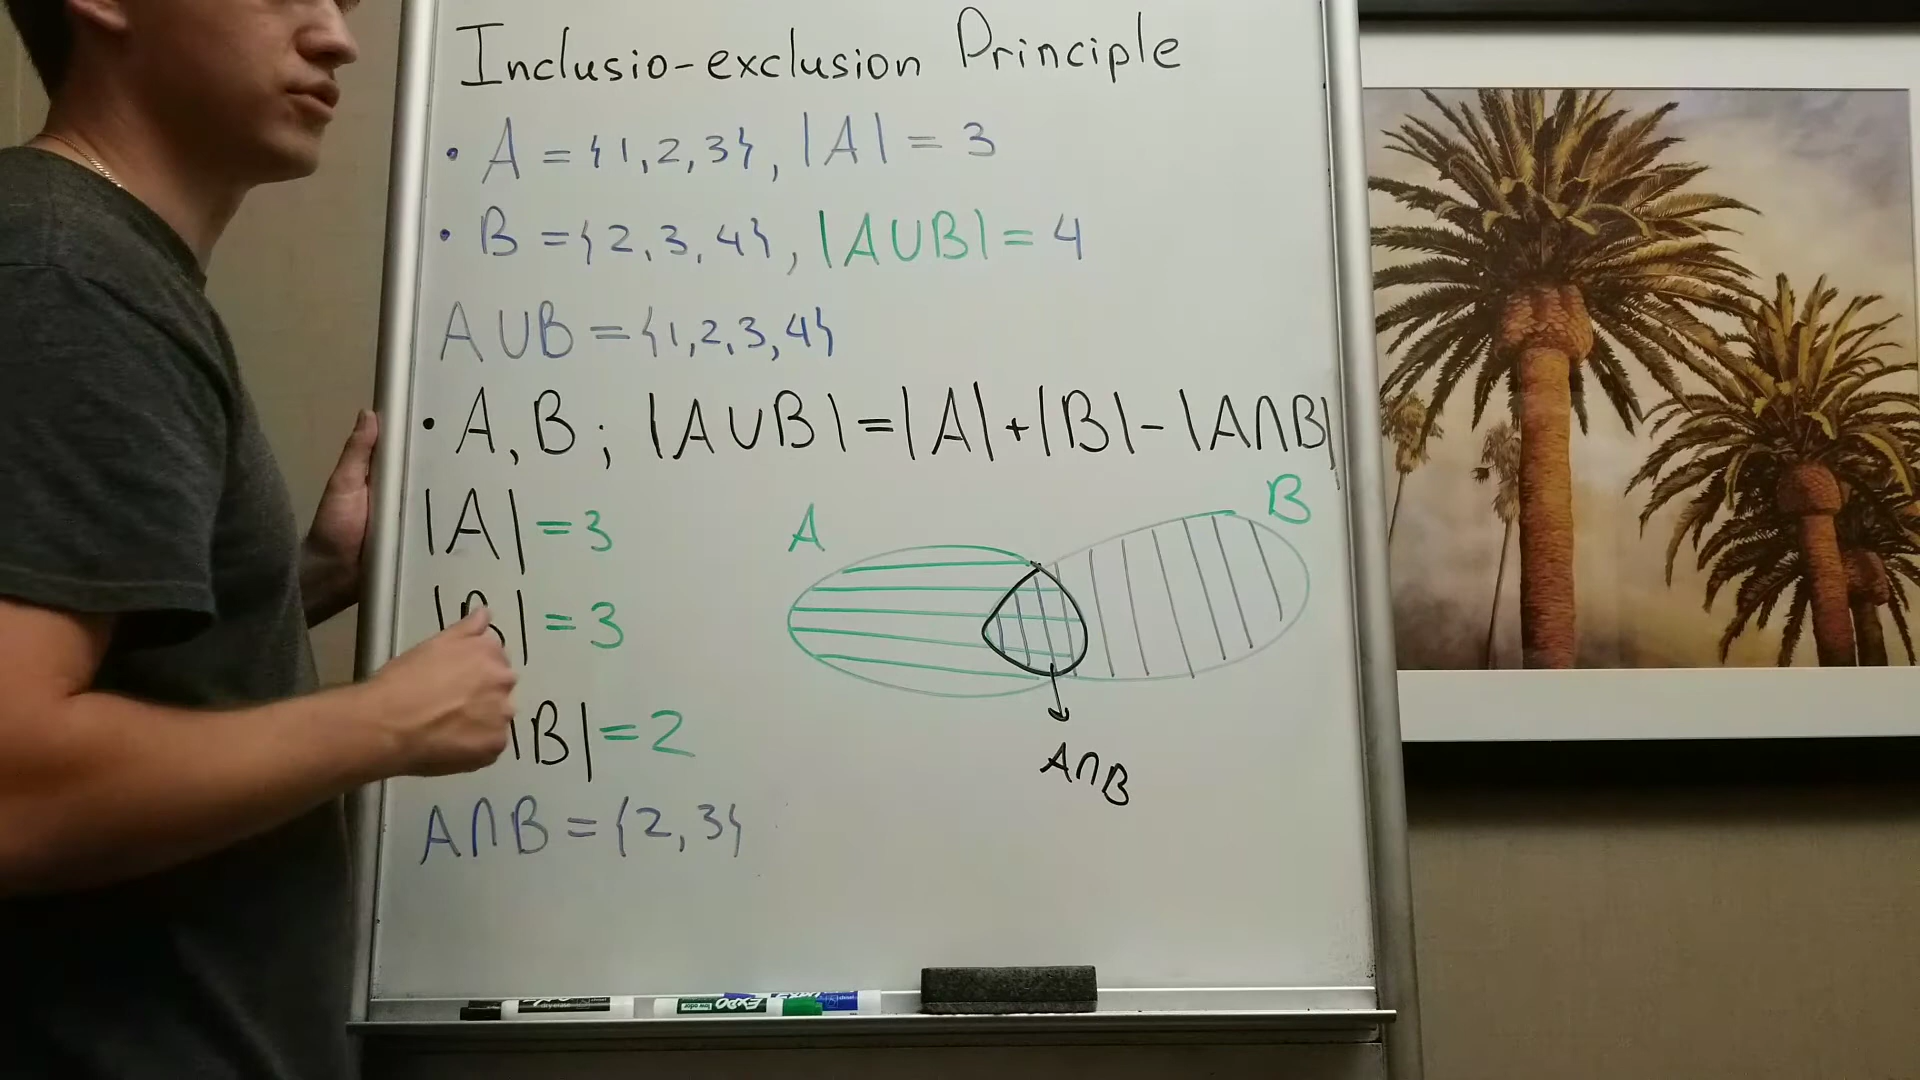 Inclusio-exclusion Principle
• A = {1,2,3}, |A| = 3
• B = {2,3,4}, |A∪B| = 4
A∪B = {1,2,3,4}
• A, B; |A∪B| = |A|+|B|-|A∩B|
|A| = 3
|B| = 3
B| = 2
A∩B = {2,3}
A
B
A∩B
EXPO